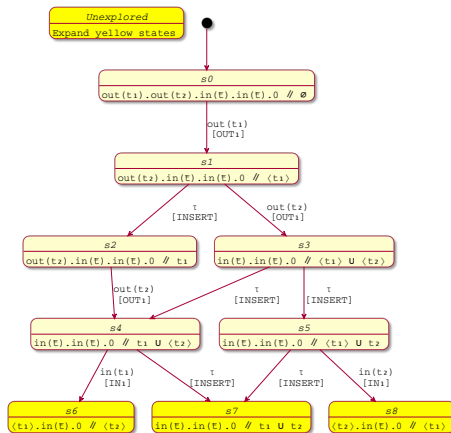 Unexplored
Expand yellow states
s0
out(t₁).out(t₂).in(t̅).in(t̅).0 ∥ ∅
out(t₁)
[OUT₁]
s1
out(t₂).in(t̅).in(t̅).0 ∥ ⟨t₁⟩
τ
[INSERT]
out(t₂)
[OUT₁]
s2
out(t₂).in(t̅).in(t̅).0 ∥ t₁
s3
in(t̅).in(t̅).0 ∥ ⟨t₁⟩ ∪ ⟨t₂⟩
out(t₂)
[OUT₁]
τ
[INSERT]
τ
[INSERT]
s4
in(t̅).in(t̅).0 ∥ t₁ ∪ ⟨t₂⟩
s5
in(t̅).in(t̅).0 ∥ ⟨t₁⟩ ∪ t₂
in(t₁)
[IN₁]
τ
[INSERT]
τ
[INSERT]
in(t₂)
[IN₁]
s6
⟨t₁⟩.in(t̅).0 ∥ ⟨t₂⟩
s7
in(t̅).in(t̅).0 ∥ t₁ ∪ t₂
s8
⟨t₂⟩.in(t̅).0 ∥ ⟨t₁⟩